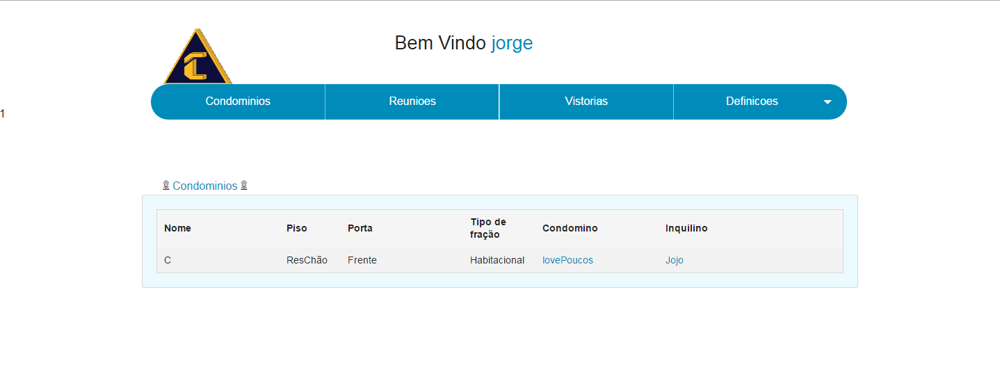 Bem Vindo jorge
Condominios Reunioes Vistorias Definicoes
1
Condominios
Nome Piso Porta Tipo de fração Condomino Inquilino
C ResChão Frente Habitacional lovePoucos Jojo